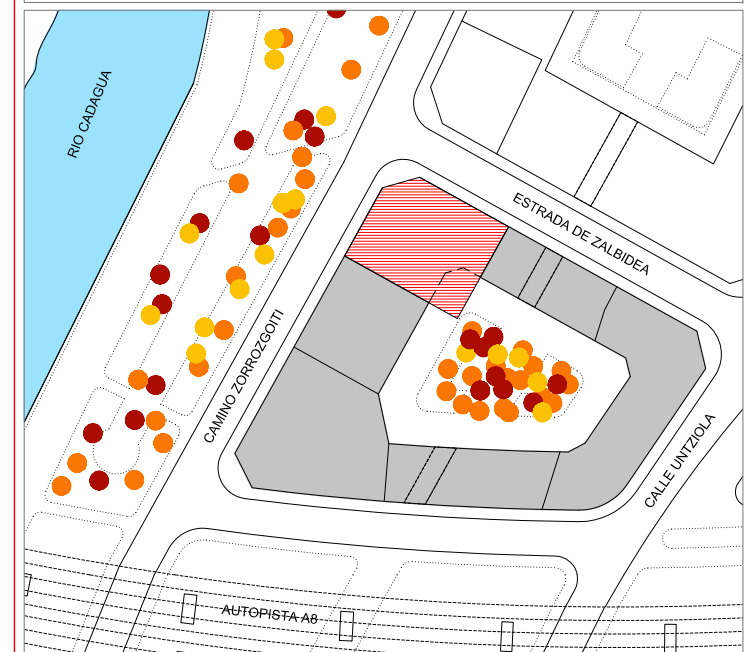 RIO CADAGUA
ESTRADA DE ZALBIDEA
CAMINO ZORROZGOITI
CALLE UNTZIOLA
AUTOPISTA A8